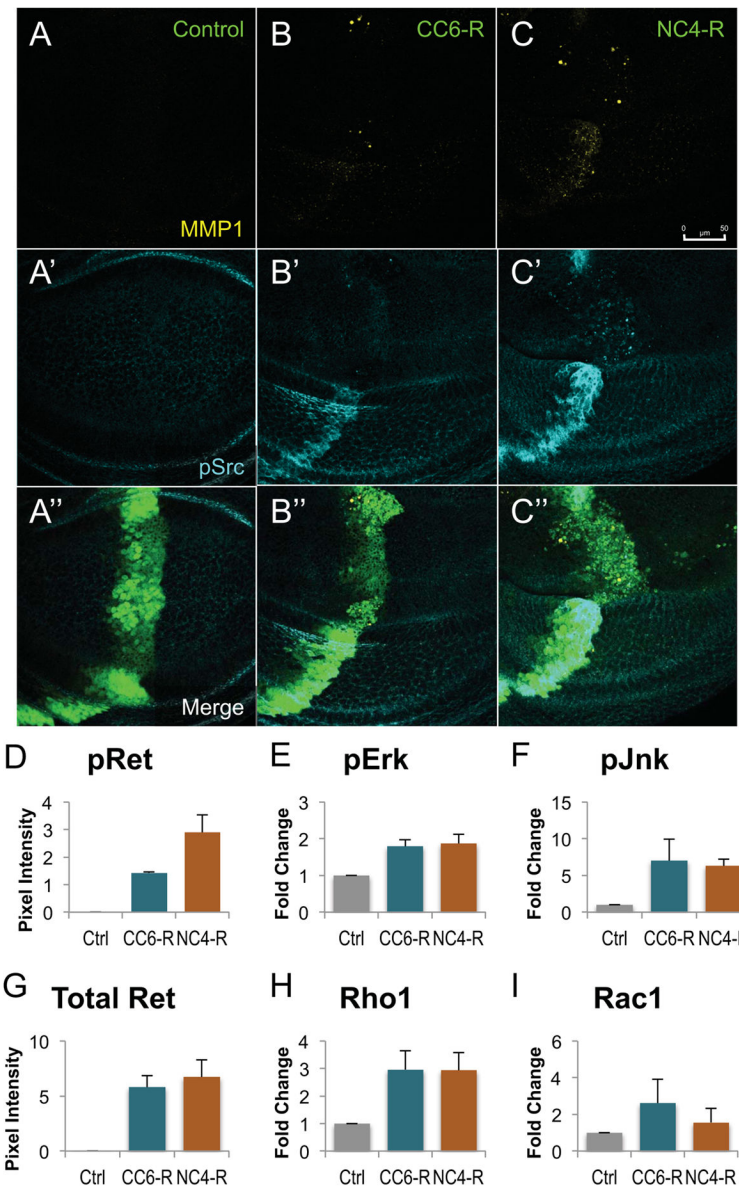 A Control B CC6-R C NC4-R
MMP1
0 µm 50
A' B' C'
pSrc
A" B" C"
Merge
D pRet E pErk F pJnk
Pixel Intensity 4 3 2 1 0
Ctrl CC6-R NC4-R
Fold Change 3 2 1 0
Ctrl CC6-R NC4-R
Fold Change 15 10 5 0
Ctrl CC6-R NC4-
G Total Ret H Rho1 I Rac1
Pixel Intensity 10 5 0
Ctrl CC6-R NC4-R
Fold Change 4 3 2 1 0
Ctrl CC6-R NC4-R
Fold Change 6 4 2 0
Ctrl CC6-R NC4-R